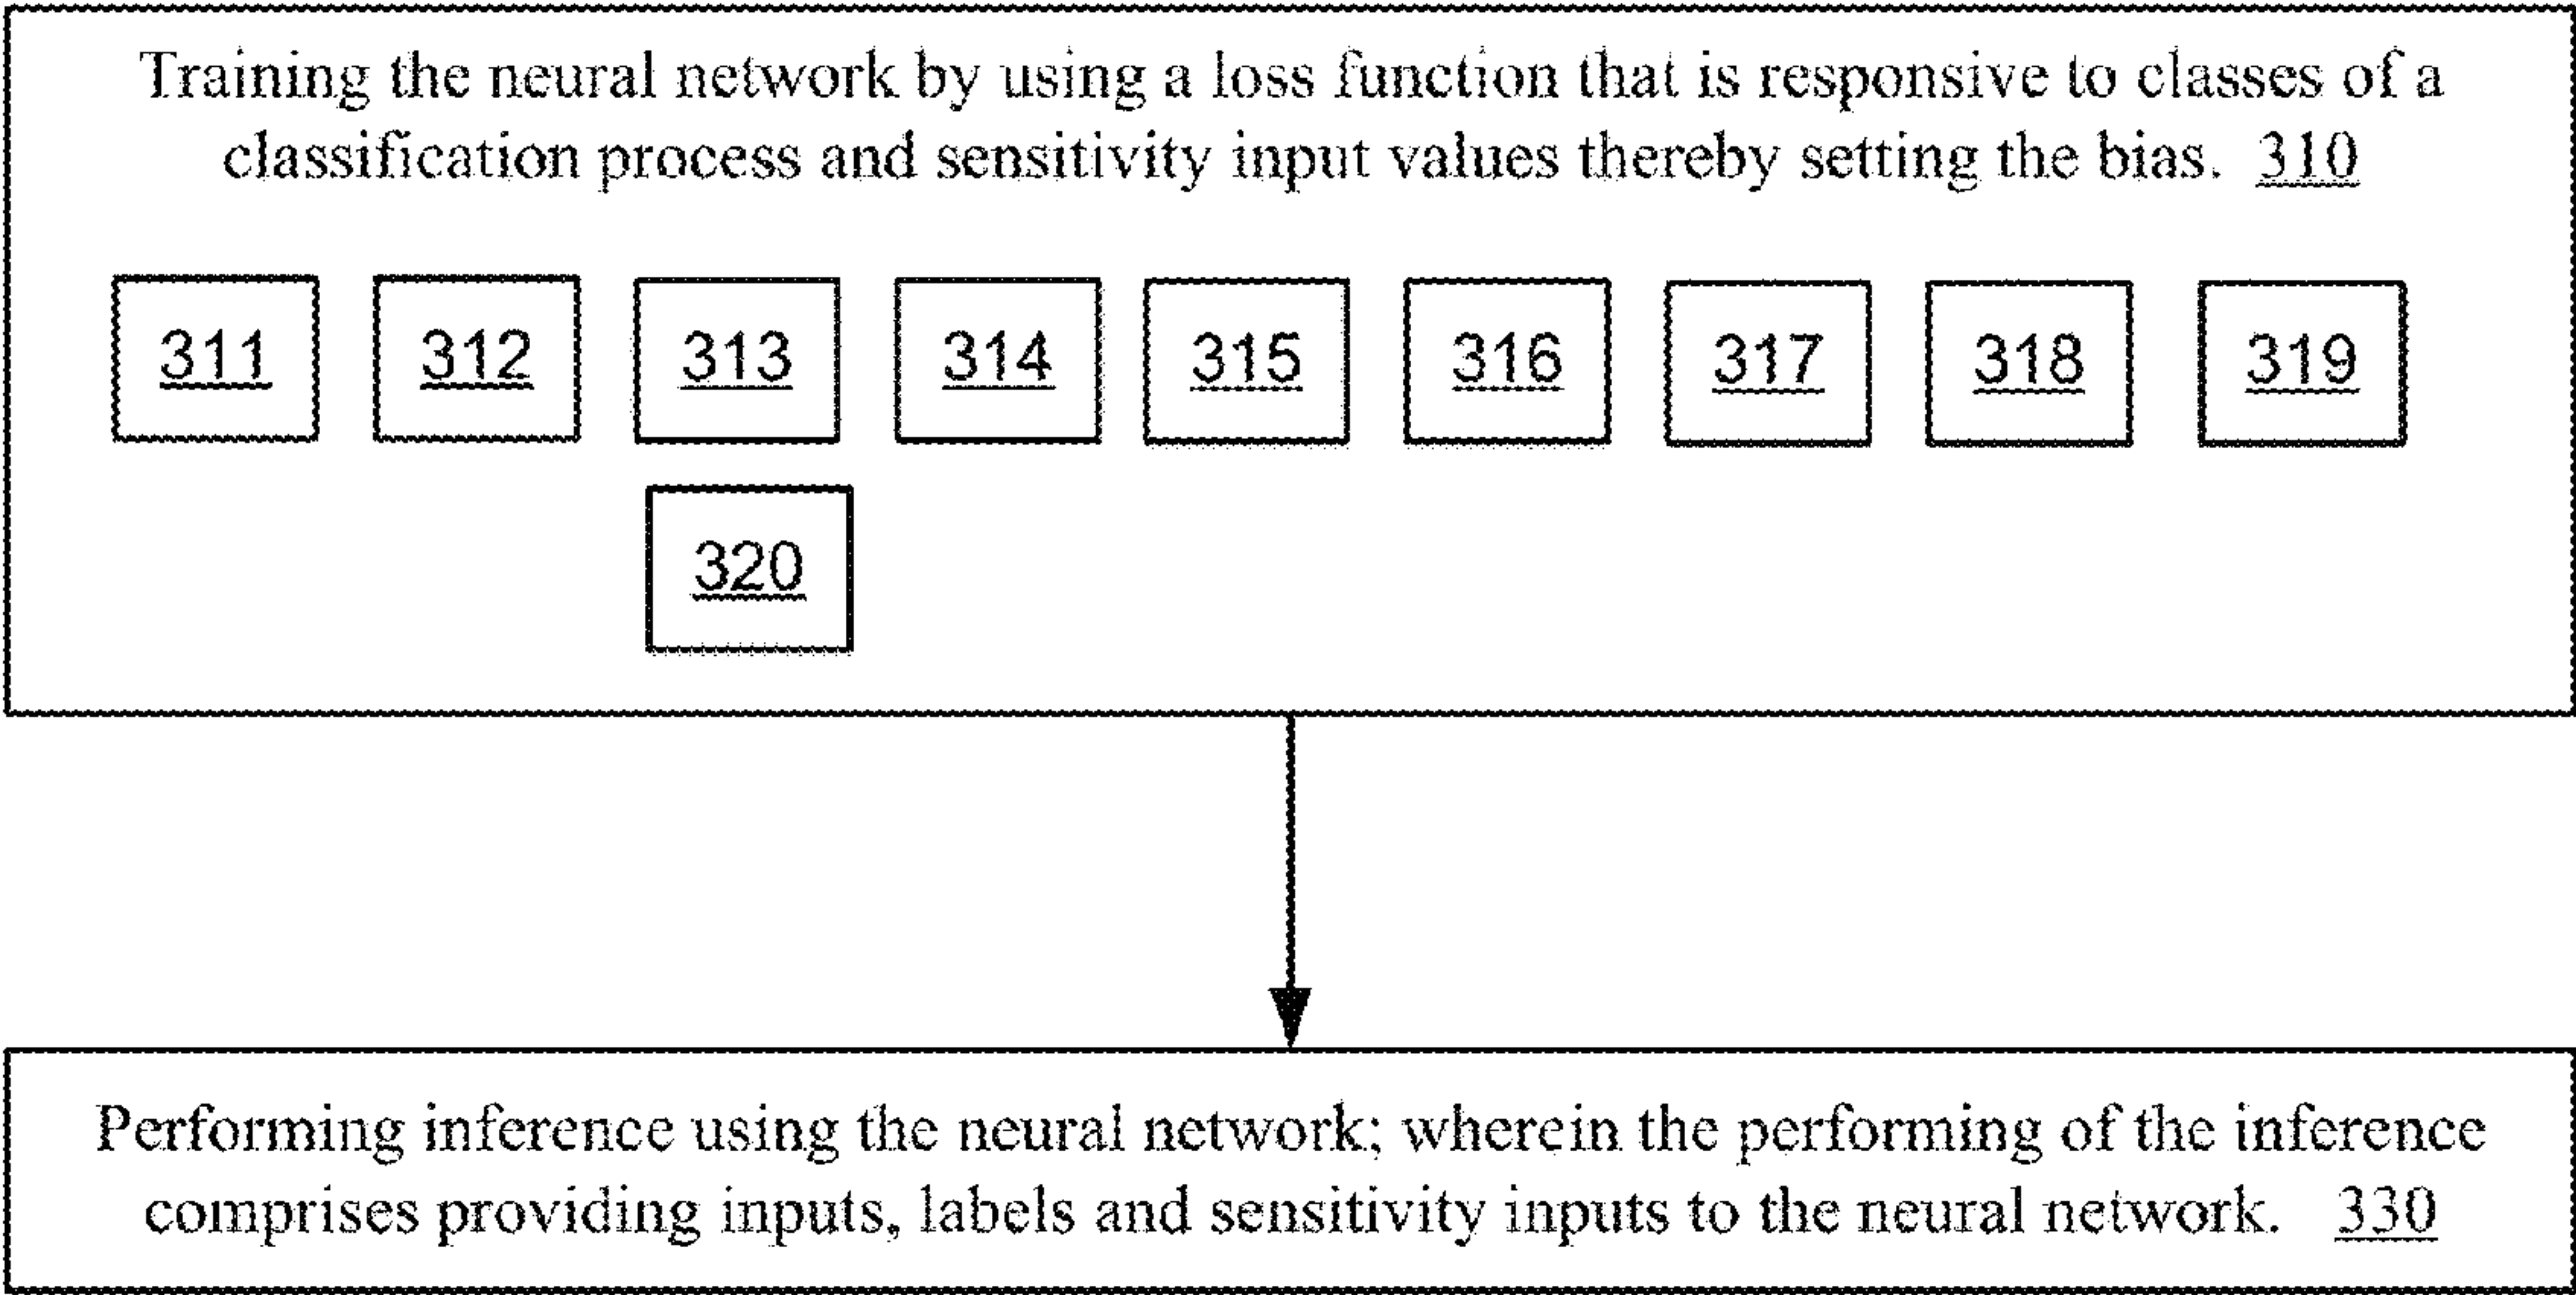 Training the neural network by using a loss function that is responsive to classes of a
classification process and sensitivity input values thereby setting the bias. 310
311 312 313 314 315 316 317 318 319
320
Performing inference using the neural network; wherein the performing of the inference
comprises providing inputs, labels and sensitivity inputs to the neural network. 330